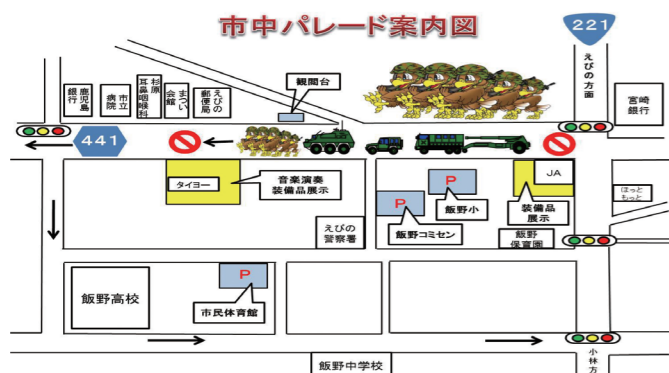 市中パレード案内図
221
えびの方面
鹿児島
銀行
市立
病院
杉原
耳鼻咽喉科
まつい
会館
えびの
郵便局
観閲台
宮崎
銀行
441
タイヨー
音楽演奏
装備品展示
P
飯野小
P
飯野コミセン
JA
装備品
展示
ほっと
もっと
えびの
警察署
飯野
保育園
飯野高校
P
市民体育館
飯野中学校
小林方